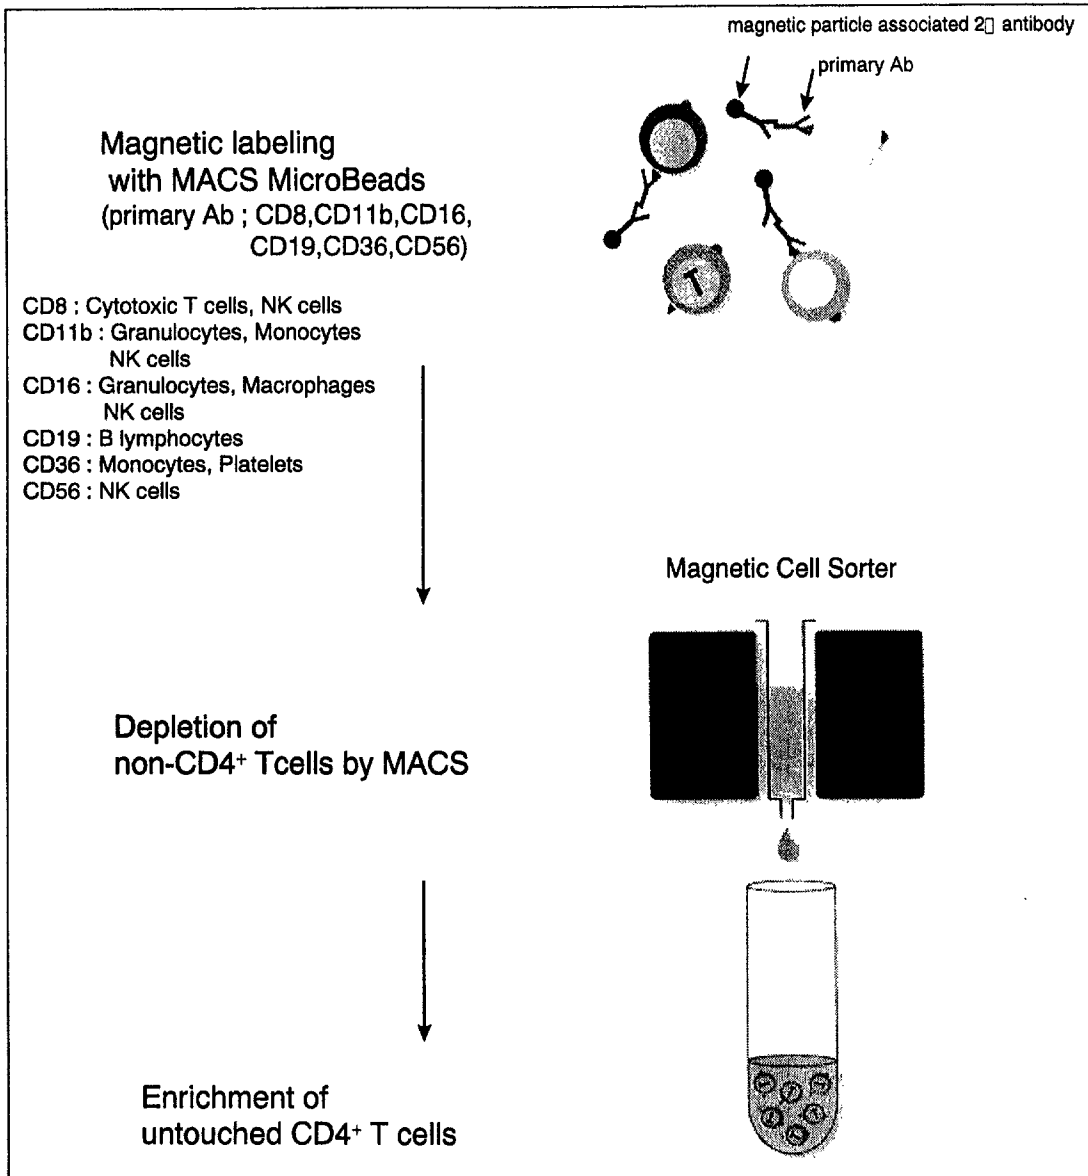 magnetic particle associated 2▯ antibody
primary Ab
Magnetic labeling
with MACS MicroBeads
(primary Ab ; CD8,CD11b,CD16,
CD19,CD36,CD56)
CD8 : Cytotoxic T cells, NK cells
CD11b : Granulocytes, Monocytes
NK cells
CD16 : Granulocytes, Macrophages
NK cells
CD19 : B lymphocytes
CD36 : Monocytes, Platelets
CD56 : NK cells
T
Magnetic Cell Sorter
Depletion of
non-CD4⁺ Tcells by MACS
Enrichment of
untouched CD4⁺ T cells